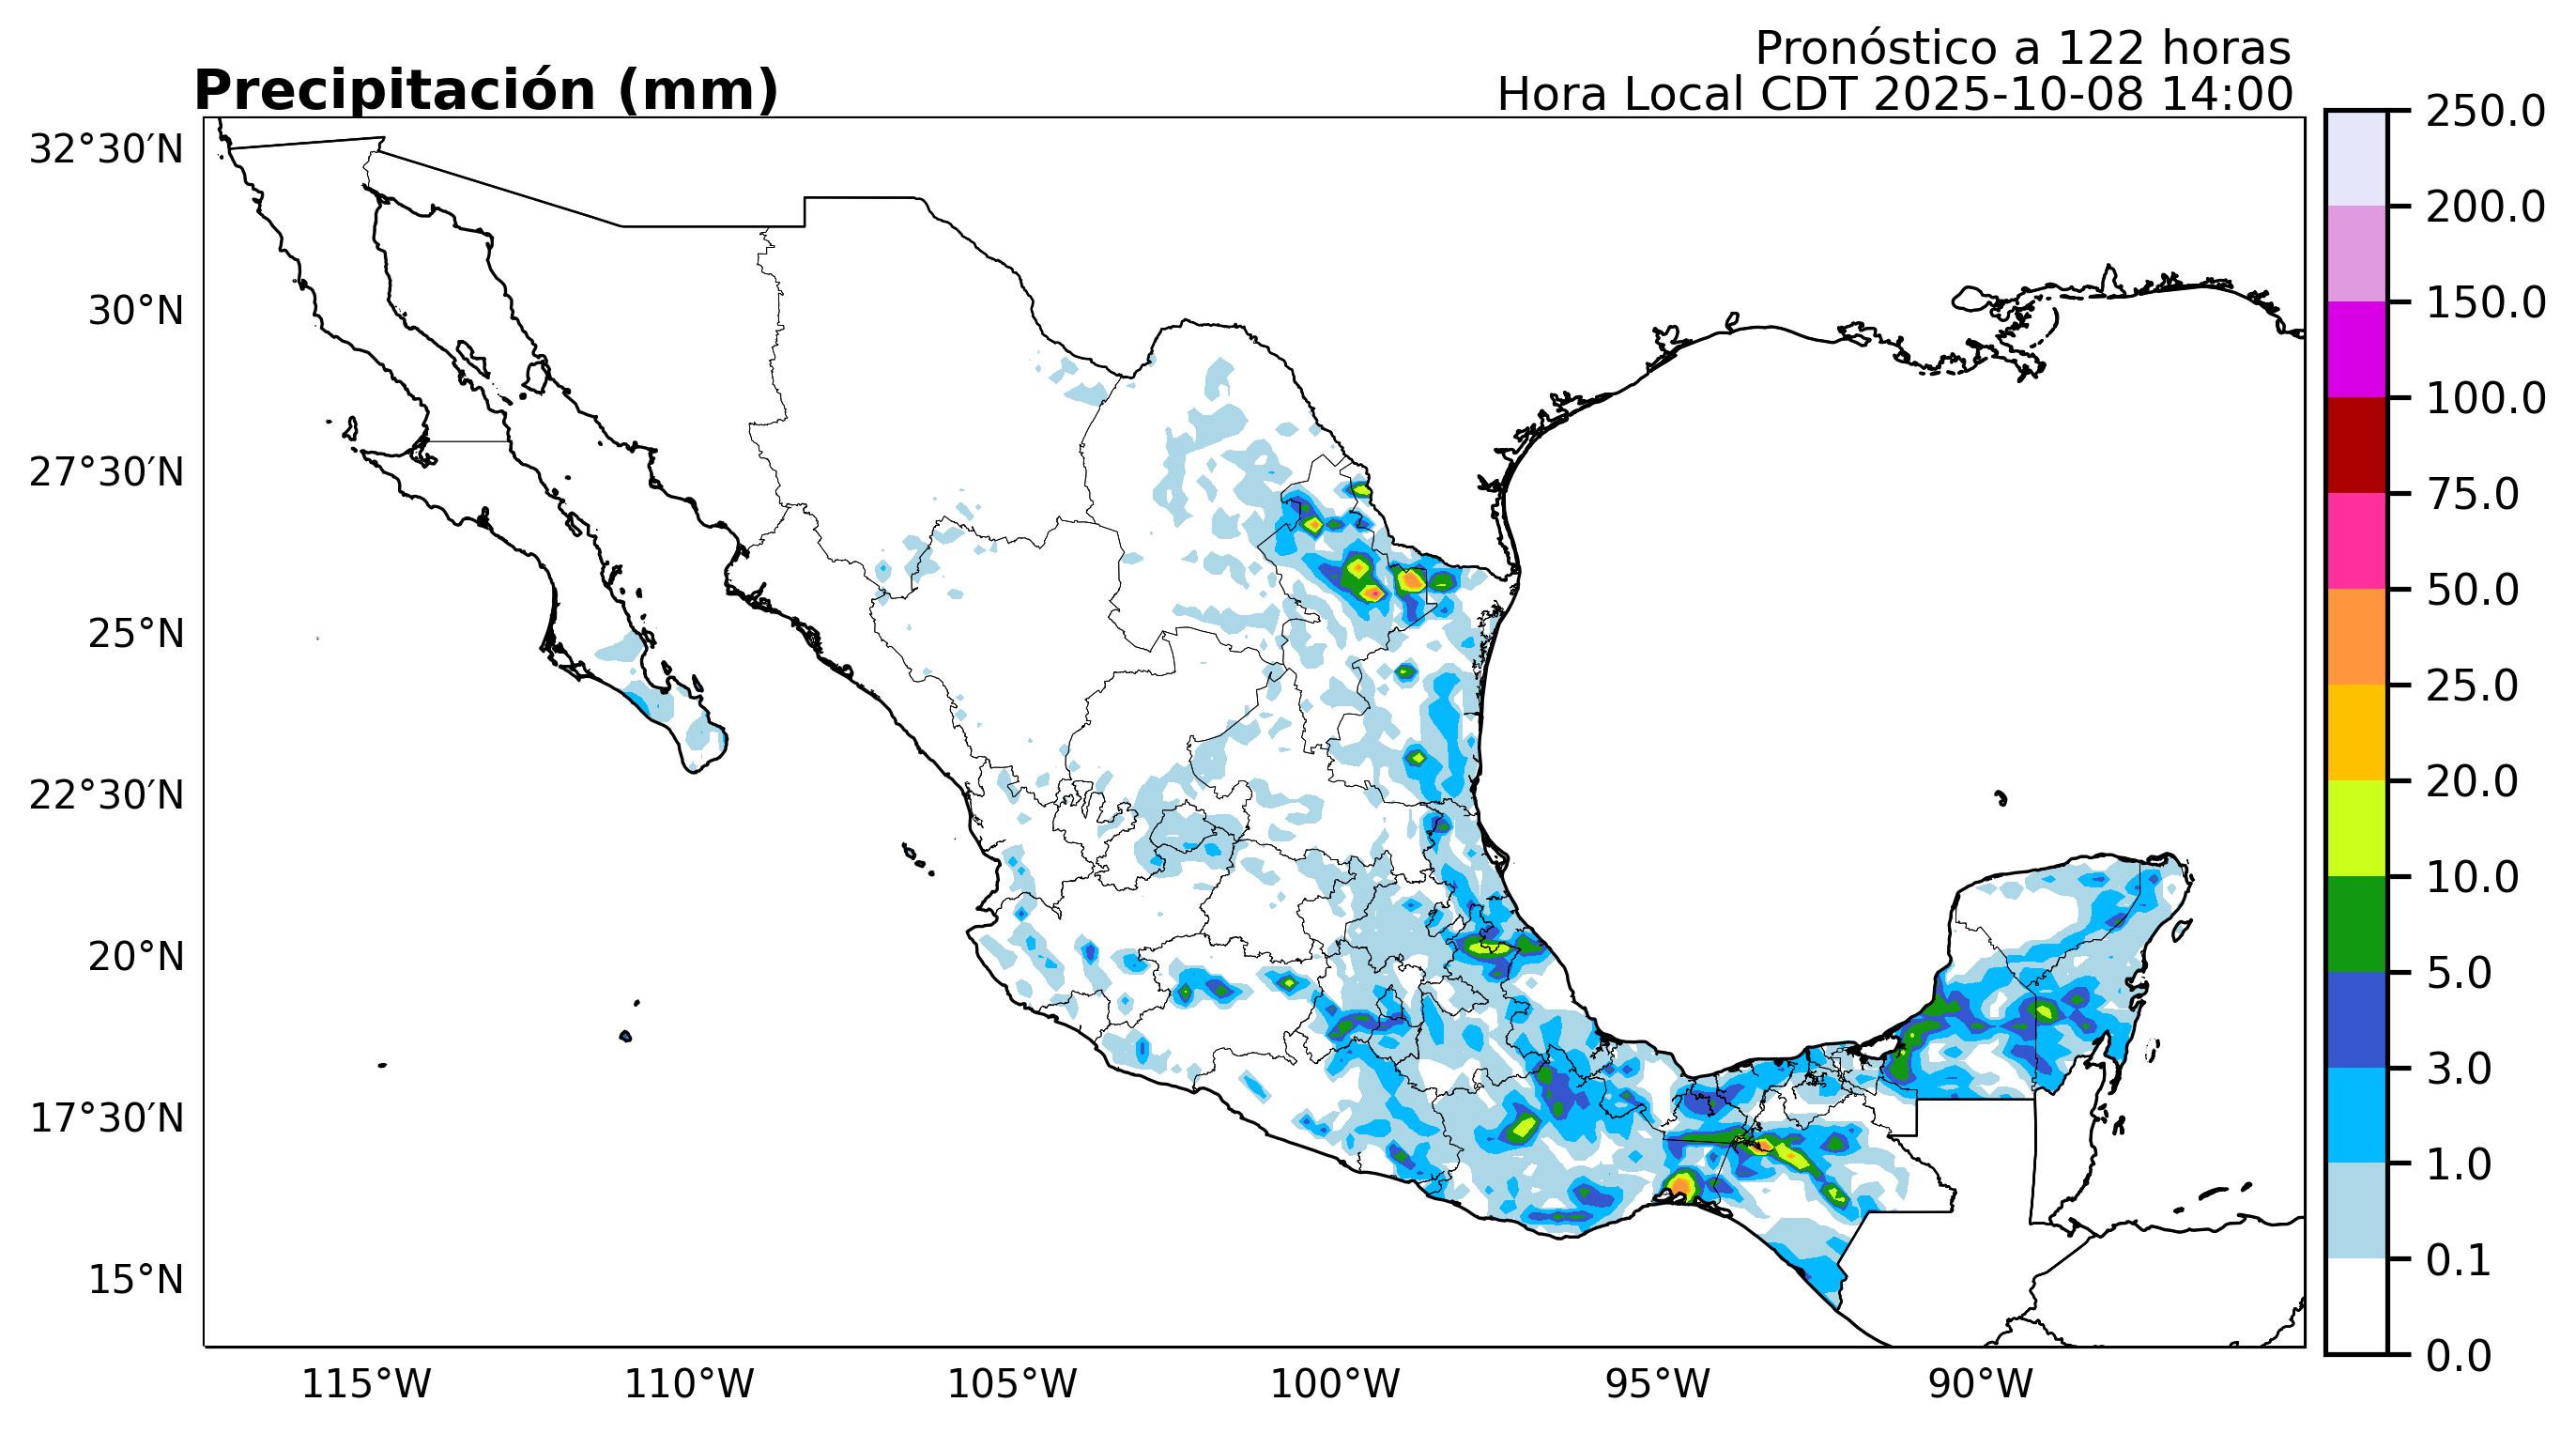 Pronóstico a 122 horas
Precipitación (mm)
Hora Local CDT 2025-10-08 14:00
32°30′N
30°N
27°30′N
25°N
22°30′N
20°N
17°30′N
15°N
115°W
110°W
105°W
100°W
95°W
90°W
250.0
200.0
150.0
100.0
75.0
50.0
25.0
20.0
10.0
5.0
3.0
1.0
0.1
0.0